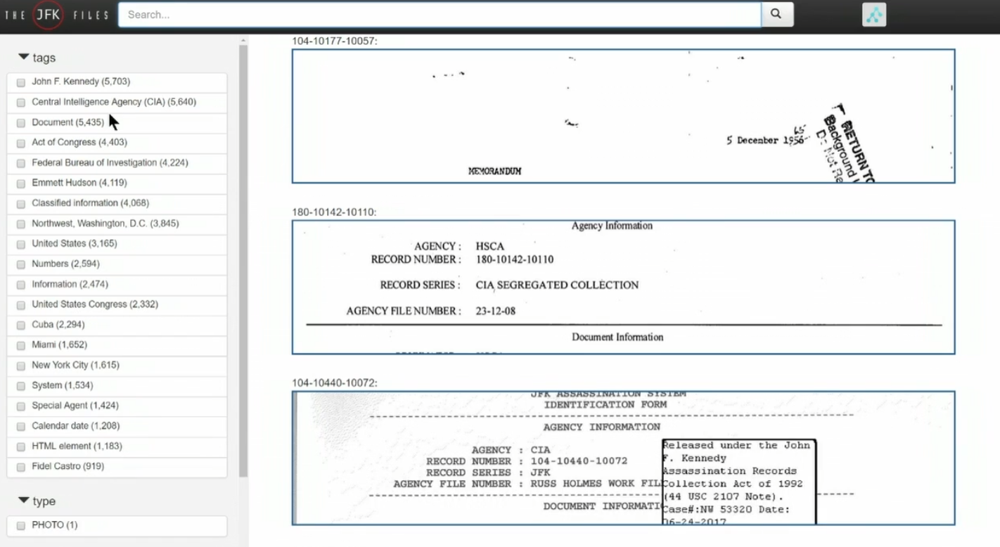 THE JFK FILES
Search...
tags
John F. Kennedy (5,703)
Central Intelligence Agency (CIA) (5,640)
Document (5,435)
Act of Congress (4,403)
Federal Bureau of Investigation (4,224)
Emmett Hudson (4,119)
Classified information (4,068)
Northwest, Washington, D.C. (3,845)
United States (3,165)
Numbers (2,594)
Information (2,474)
United States Congress (2,332)
Cuba (2,294)
Miami (1,652)
New York City (1,615)
System (1,534)
Special Agent (1,424)
Calendar date (1,208)
HTML element (1,183)
Fidel Castro (919)
type
PHOTO (1)
104-10177-10057:
5 December 1956
MEMORANDUM
RETURN TO
Background
Do Not Re
180-10142-10110:
Agency Information
AGENCY : HSCA
RECORD NUMBER : 180-10142-10110
RECORD SERIES : CIA SEGREGATED COLLECTION
AGENCY FILE NUMBER : 23-12-08
Document Information
104-10440-10072:
JFK ASSASSINATION SYSTEM
IDENTIFICATION FORM
AGENCY INFORMATION
AGENCY : CIA
RECORD NUMBER : 104-10440-10072
RECORD SERIES : JFK
AGENCY FILE NUMBER : RUSS HOLMES WORK FIL
DOCUMENT INFORMATI
Released under the John
F. Kennedy
Assassination Records
Collection Act of 1992
(44 USC 2107 Note).
Case#:NW 53320 Date:
06-24-2017